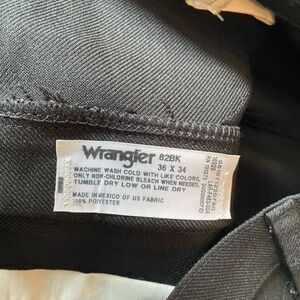 Wrangler 82BK
36 X 34
MACHINE WASH COLD WITH LIKE COLORS
ONLY NON-CHLORINE BLEACH WHEN NEEDED
TUMBLE DRY LOW OR LINE DRY
MADE IN MEXICO OF US FABRIC
100% POLYESTER